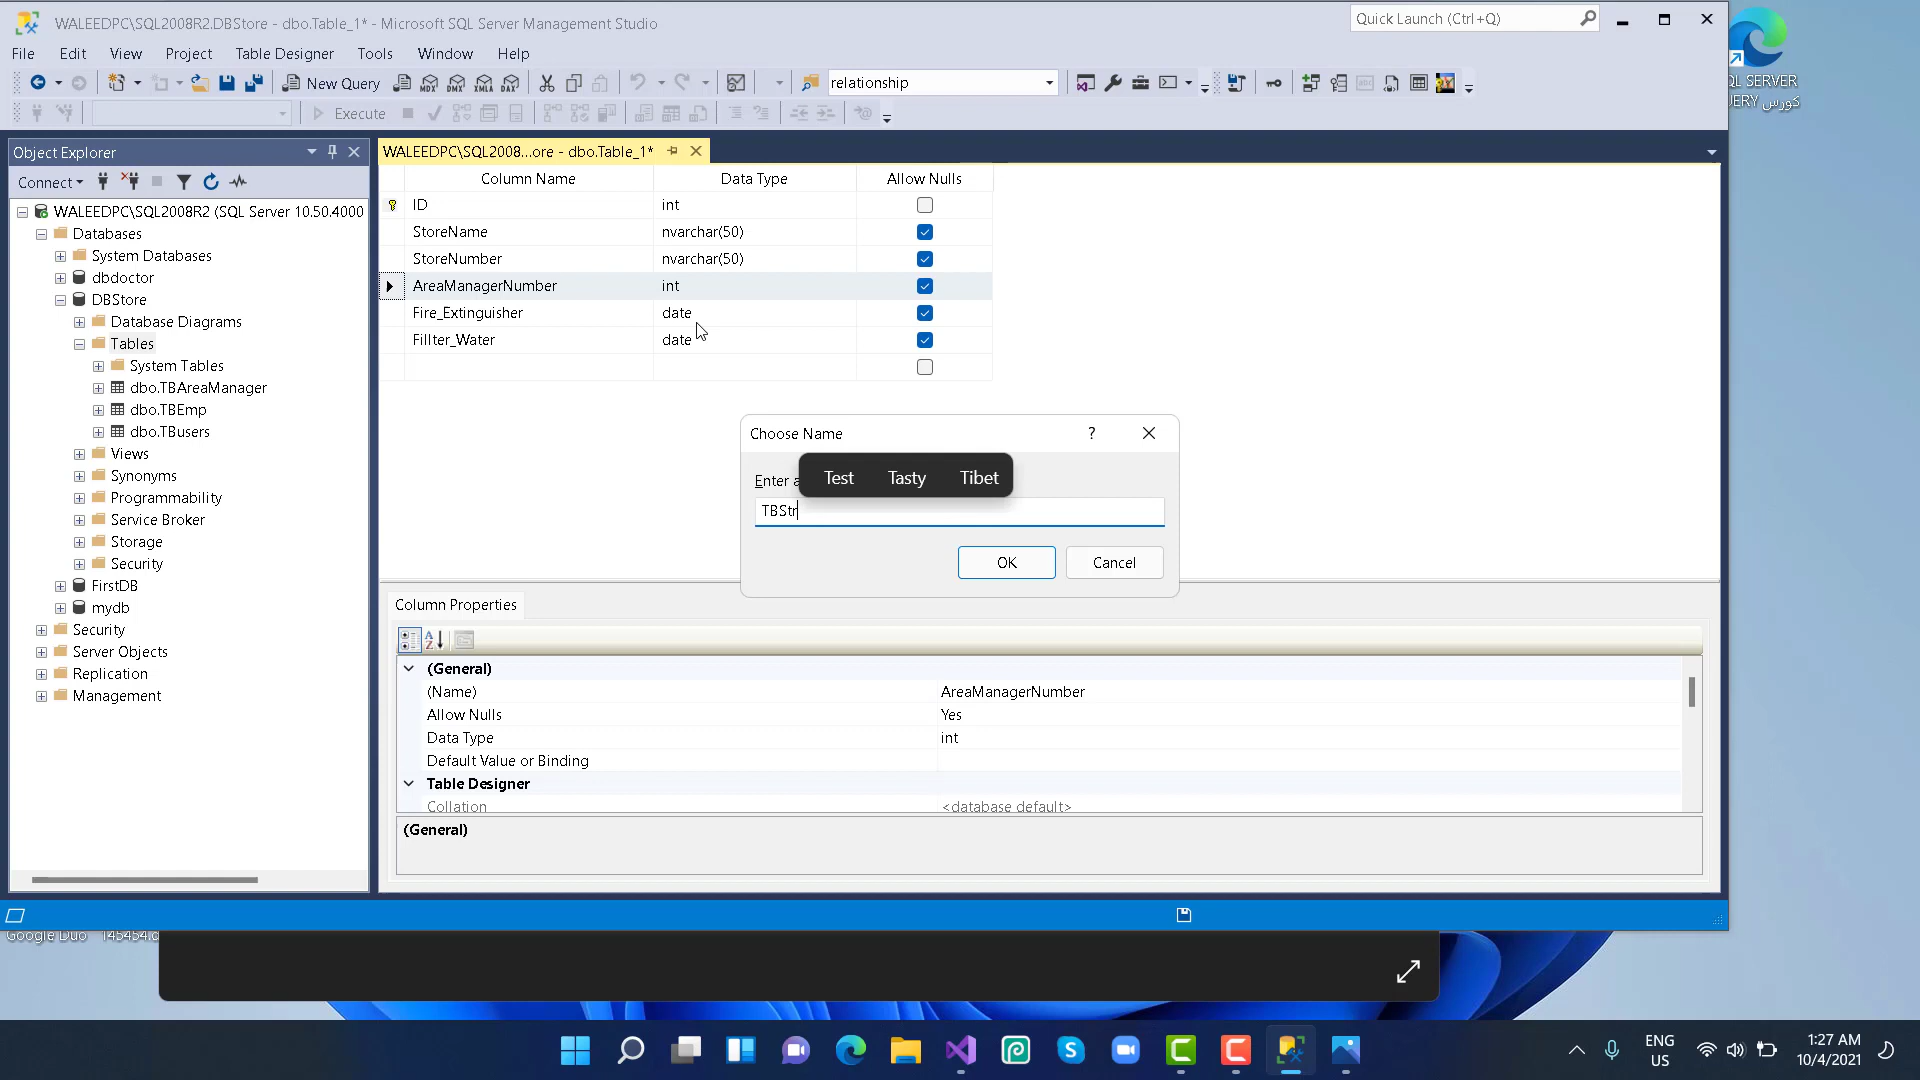 WALEEDPC\SQL2008R2.DBStore - dbo.Table_1* - Microsoft SQL Server Management Studio
Quick Launch (Ctrl+Q)
File Edit View Project Table Designer Tools Window Help
New Query
MDX DMX XMLA DAX
relationship
Execute
Object Explorer
WALEEDPC\SQL2008...ore - dbo.Table_1*
Connect
WALEEDPC\SQL2008R2 (SQL Server 10.50.4000
Databases
System Databases
dbdoctor
DBStore
Database Diagrams
Tables
System Tables
dbo.TBAreaManager
dbo.TBEmp
dbo.TBusers
Views
Synonyms
Programmability
Service Broker
Storage
Security
FirstDB
mydb
Security
Server Objects
Replication
Management
Column Name Data Type Allow Nulls
ID int
StoreName nvarchar(50)
StoreNumber nvarchar(50)
AreaManagerNumber int
Fire_Extinguisher date
Fillter_Water date
Choose Name
?
Enter a
Test Tasty Tibet
TBStr
OK Cancel
Column Properties
(General)
(Name) AreaManagerNumber
Allow Nulls Yes
Data Type int
Default Value or Binding
Table Designer
Collation <database default>
(General)
QL SERVER
UERY كورس
Google Duo 145454.d
ENG
US
1:27 AM
10/4/2021